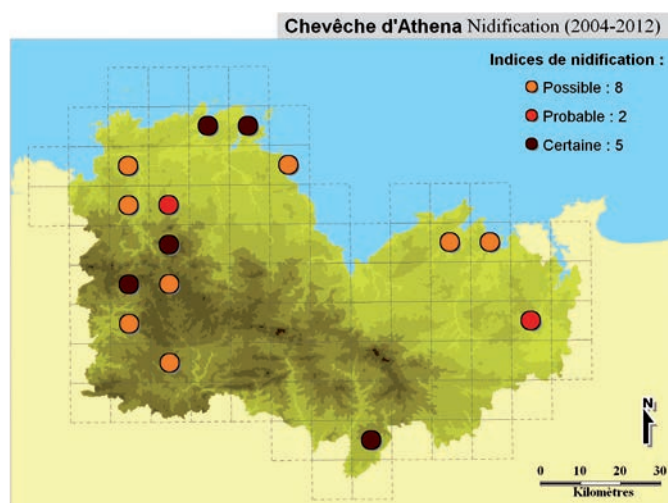 Chevêche d'Athena Nidification (2004-2012)
Indices de nidification :
Possible : 8
Probable : 2
Certaine : 5
N
0 10 20 30
Kilomètres